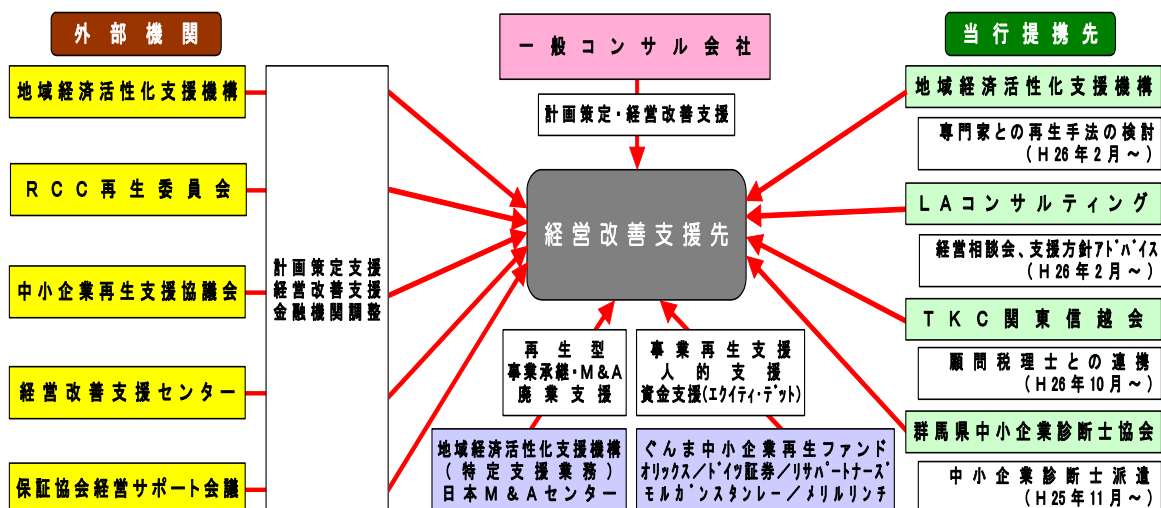 外部機関
地域経済活性化支援機構
RCC再生委員会
中小企業再生支援協議会
経営改善支援センター
保証協会経営サポート会議
計画策定支援
経営改善支援
金融機関調整
一般コンサル会社
計画策定・経営改善支援
経営改善支援先
再生型
事業承継・M&A
廃業支援
地域経済活性化支援機構
(特定支援業務)
日本M&Aセンター
事業再生支援
人的支援
資金支援(エクイティ・デット)
ぐんま中小企業再生ファンド
オリックス/ドイツ証券/リサパートナーズ
モルガンスタンレー/メリルリンチ
当行提携先
地域経済活性化支援機構
専門家との再生手法の検討
(H26年2月~)
LAコンサルティング
経営相談会、支援方針アドバイス
(H26年2月~)
TKC関東信越会
顧問税理士との連携
(H26年10月~)
群馬県中小企業診断士協会
中小企業診断士派遣
(H25年11月~)